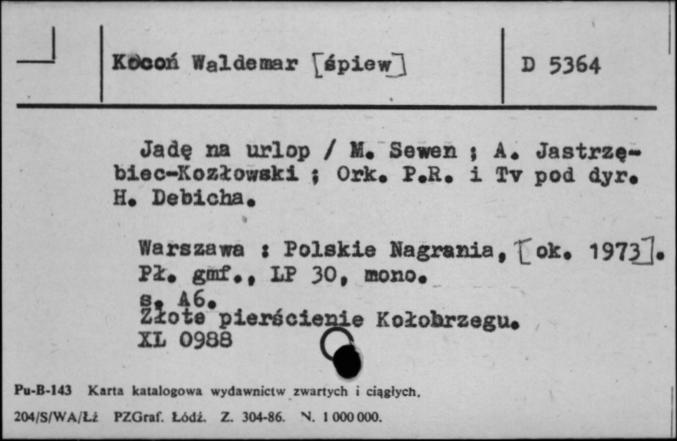 Kocoń Waldemar [śpiew]
D 5364
Jadę na urlop / M. Sewen ; A. Jastrzę-
biec-Kozłowski ; Ork. P.R. i Tv pod dyr.
H. Debicha.
Warszawa : Polskie Nagrania, [ok. 1973].
Pł. gmf., LP 30, mono.
s. A6.
Złote pierścienie Kołobrzegu.
XL 0988
Pu-B-143 Karta katalogowa wydawnictw zwartych i ciągłych.
204/S/WA/Łż PZGraf. Łódź. Z. 304-86. N. 1 000 000.